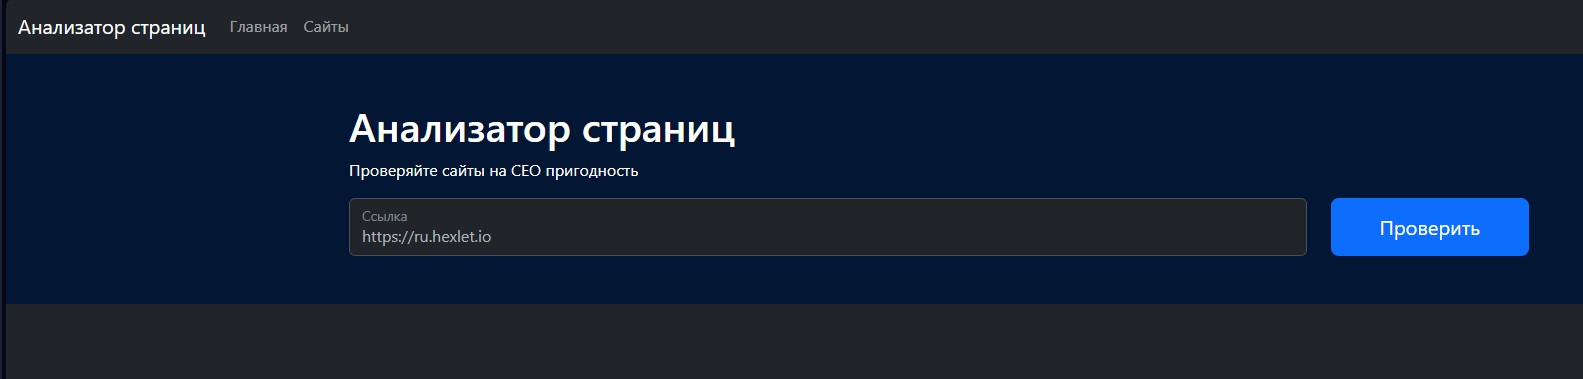 Анализатор страниц Главная Сайты
Анализатор страниц
Проверяйте сайты на СЕО пригодность
Ссылка
https://ru.hexlet.io
Проверить